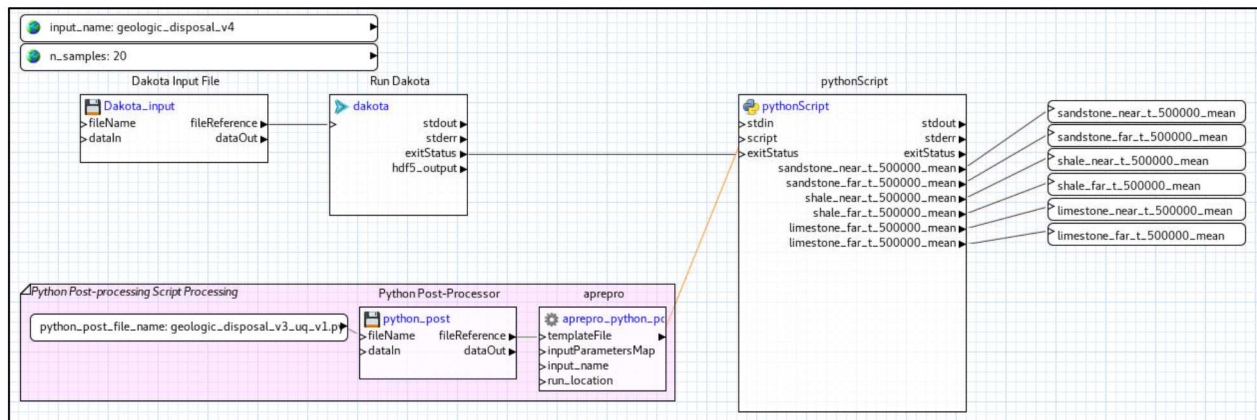 input_name: geologic_disposal_v4
n_samples: 20
Dakota Input File
Run Dakota
pythonScript
Dakota_input
fileName
fileReference
dataIn
dataOut
dakota
stdout
stderr
exitStatus
hdf5_output
pythonScript
stdin
stdout
script
stderr
exitStatus
exitStatus
sandstone_near_t_500000_mean
sandstone_far_t_500000_mean
shale_near_t_500000_mean
shale_far_t_500000_mean
limestone_near_t_500000_mean
limestone_far_t_500000_mean
sandstone_near_t_500000_mean
sandstone_far_t_500000_mean
shale_near_t_500000_mean
shale_far_t_500000_mean
limestone_near_t_500000_mean
limestone_far_t_500000_mean
Python Post-processing Script Processing
Python Post-Processor
aprepro
python_post_file_name: geologic_disposal_v3_uq_v1.py
python_post
fileName
fileReference
dataIn
dataOut
aprepro_python_po
templateFile
inputParametersMap
input_name
run_location